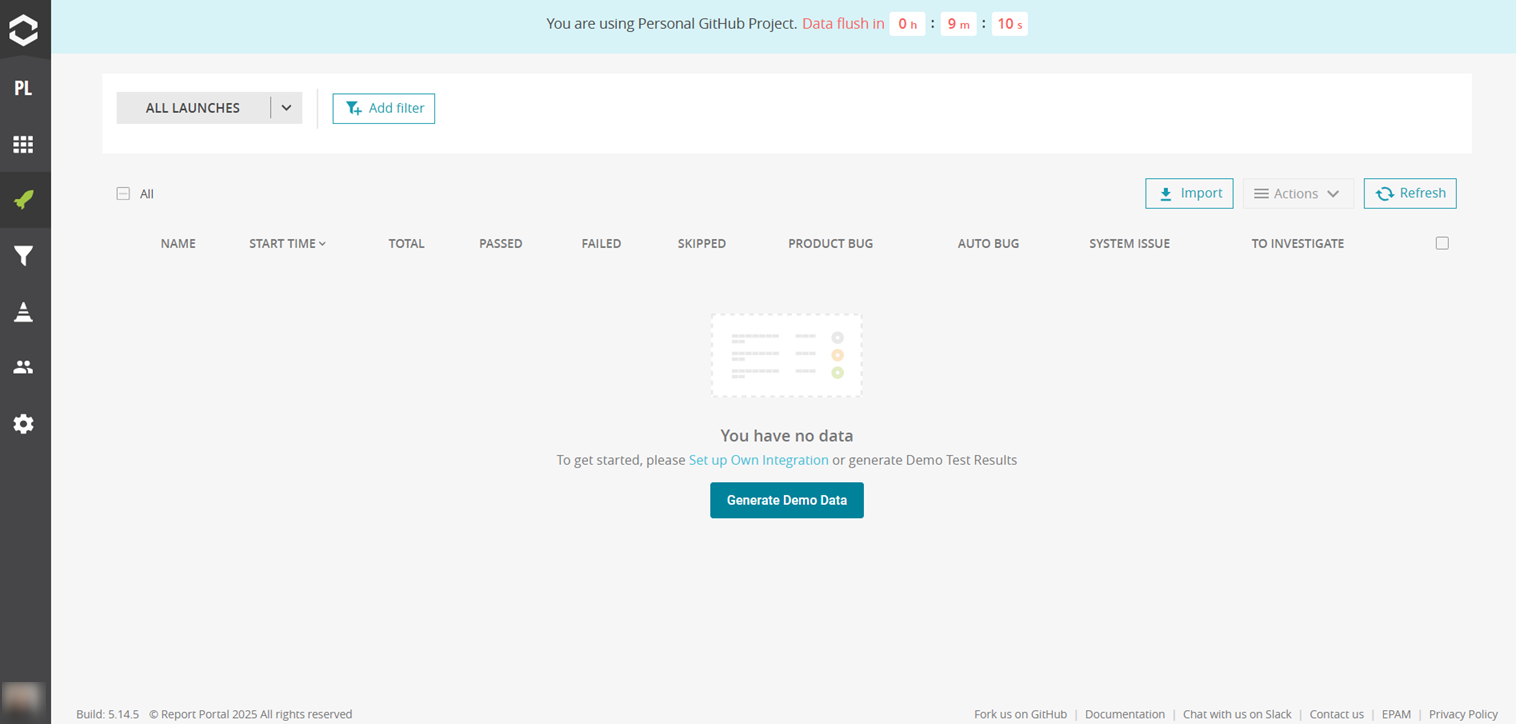 You are using Personal GitHub Project. Data flush in 0 h : 9 m : 10 s
PL
ALL LAUNCHES Add filter
All Import Actions Refresh
NAME START TIME TOTAL PASSED FAILED SKIPPED PRODUCT BUG AUTO BUG SYSTEM ISSUE TO INVESTIGATE
You have no data
To get started, please Set up Own Integration or generate Demo Test Results
Generate Demo Data
Build: 5.14.5 © Report Portal 2025 All rights reserved Fork us on GitHub | Documentation | Chat with us on Slack | Contact us | EPAM | Privacy Policy